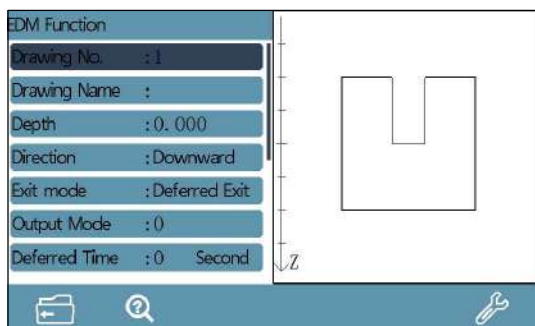 EDM Function
Drawing No. :1
Drawing Name :
Depth :0.000
Direction :Downward
Exit mode :Deferred Exit
Output Mode :0
Deferred Time :0 Second
Z